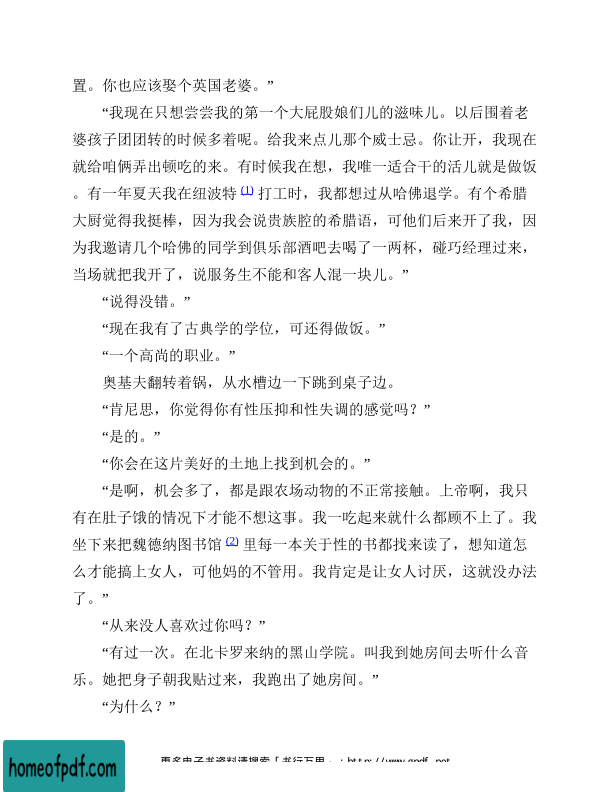 置。你也应该娶个英国老婆。”
“我现在只想尝尝我的第一个大屁股娘们儿的滋味儿。以后围着老
婆孩子团团转的时候多着呢。给我来点儿那个威士忌。你让开，我现在
就给咱俩弄出顿吃的来。有时候我在想，我唯一适合干的活儿就是做饭
。有一年夏天我在纽波特 (1) 打工时，我都想过从哈佛退学。有个希腊
大厨觉得我挺棒，因为我会说贵族腔的希腊语，可他们后来开了我，因
为我邀请几个哈佛的同学到俱乐部酒吧去喝了一两杯，碰巧经理过来，
当场就把我开了，说服务生不能和客人混一块儿。”
“说得没错。”
“现在我有了古典学的学位，可还得做饭。”
“一个高尚的职业。”
奥基夫翻转着锅，从水槽边一下跳到桌子边。
“肯尼思，你觉得你有性压抑和性失调的感觉吗？”
“是的。”
“你会在这片美好的土地上找到机会的。”
“是啊，机会多了，都是跟农场动物的不正常接触。上帝啊，我只
有在肚子饿的情况下才能不想这事。我一吃起来就什么都顾不上了。我
坐下来把魏德纳图书馆 (2) 里每一本关于性的书都找来读了，想知道怎
么才能搞上女人，可他妈的不管用。我肯定是让女人讨厌，这就没办法
了。”
“从来没人喜欢过你吗？”
“有过一次。在北卡罗来纳的黑山学院。叫我到她房间去听什么音
乐。她把身子朝我贴过来，我跑出了她房间。”
“为什么？”
homeofpdf.com